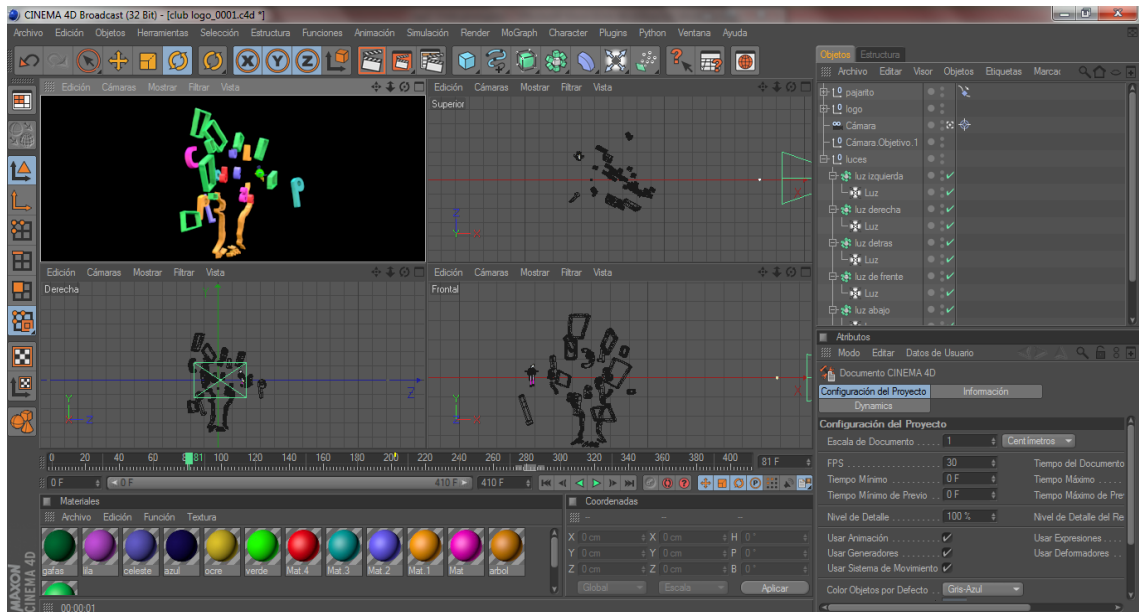 CINEMA 4D Broadcast (32 Bit) - [club logo_0001.c4d *]
Archivo Edición Objetos Herramientas Selección Estructura Funciones Animación Simulación Render MoGraph Character Plugins Python Ventana Ayuda
Objetos Estructura
Archivo Editar Visor Objetos Etiquetas Marcac
pajarito
logo
Cámara
Cámara.Objetivo.1
luces
luz izquierda
Luz
luz derecha
Luz
luz detras
Luz
luz de frente
Luz
luz abajo
Edición Cámaras Mostrar Filtrar Vista
Edición Cámaras Mostrar Filtrar Vista
Superior
X
Z
Y X
P
Edición Cámaras Mostrar Filtrar Vista
Derecha
Y
Z
Y
Z
Edición Cámaras Mostrar Filtrar Vista
Frontal
X
Y
X
Atributos
Modo Editar Datos de Usuario
Documento CINEMA 4D
Configuración del Proyecto Información
Dynamics
Configuración del Proyecto
Escala de Documento 1 Centímetros
FPS 30 Tiempo del Documento
Tiempo Mínimo 0 F Tiempo Máximo
Tiempo Mínimo de Previo 0 F Tiempo Máximo de Pre
Nivel de Detalle 100 % Nivel de Detalle del Re
Usar Animación Usar Expresiones
Usar Generadores Usar Deformadores
Usar Sistema de Movimiento
Color Objetos por Defecto Gris-Azul
0 20 40 60 81 100 120 140 160 180 200 220 240 260 280 300 320 340 360 380 400 81 F
0 F 0 F 410 F 410 F
Materiales
Archivo Edición Función Textura
gafas lila celeste azul ocre verde Mat.4 Mat.3 Mat.2 Mat.1 Mat arbol
Coordenadas
X 0 cm X 0 cm H 0 °
Y 0 cm Y 0 cm P 0 °
Z 0 cm Z 0 cm B 0 °
Global Escala Aplicar
MAXON
CINEMA 4D
00:00:01